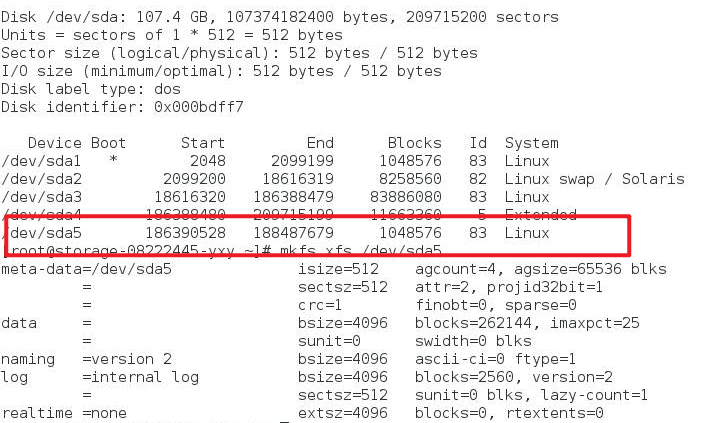 Disk /dev/sda: 107.4 GB, 107374182400 bytes, 209715200 sectors
Units = sectors of 1 * 512 = 512 bytes
Sector size (logical/physical): 512 bytes / 512 bytes
I/O size (minimum/optimal): 512 bytes / 512 bytes
Disk label type: dos
Disk identifier: 0x000bdff7
Device Boot Start End Blocks Id System
/dev/sda1 * 2048 2099199 1048576 83 Linux
/dev/sda2 2099200 18616319 8258560 82 Linux swap / Solaris
/dev/sda3 18616320 186388479 83886080 83 Linux
/dev/sda4 186388480 209715199 11663360 5 Extended
/dev/sda5 186390528 188487679 1048576 83 Linux
[root@storage-08222445-yxy ~]# mkfs.xfs /dev/sda5
meta-data=/dev/sda5 isize=512 agcount=4, agsize=65536 blks
= sectsz=512 attr=2, projid32bit=1
= crc=1 finobt=0, sparse=0
data = bsize=4096 blocks=262144, imaxpct=25
= sunit=0 swidth=0 blks
naming =version 2 bsize=4096 ascii-ci=0 ftype=1
log =internal log bsize=4096 blocks=2560, version=2
= sectsz=512 sunit=0 blks, lazy-count=1
realtime =none extsz=4096 blocks=0, rtextents=0